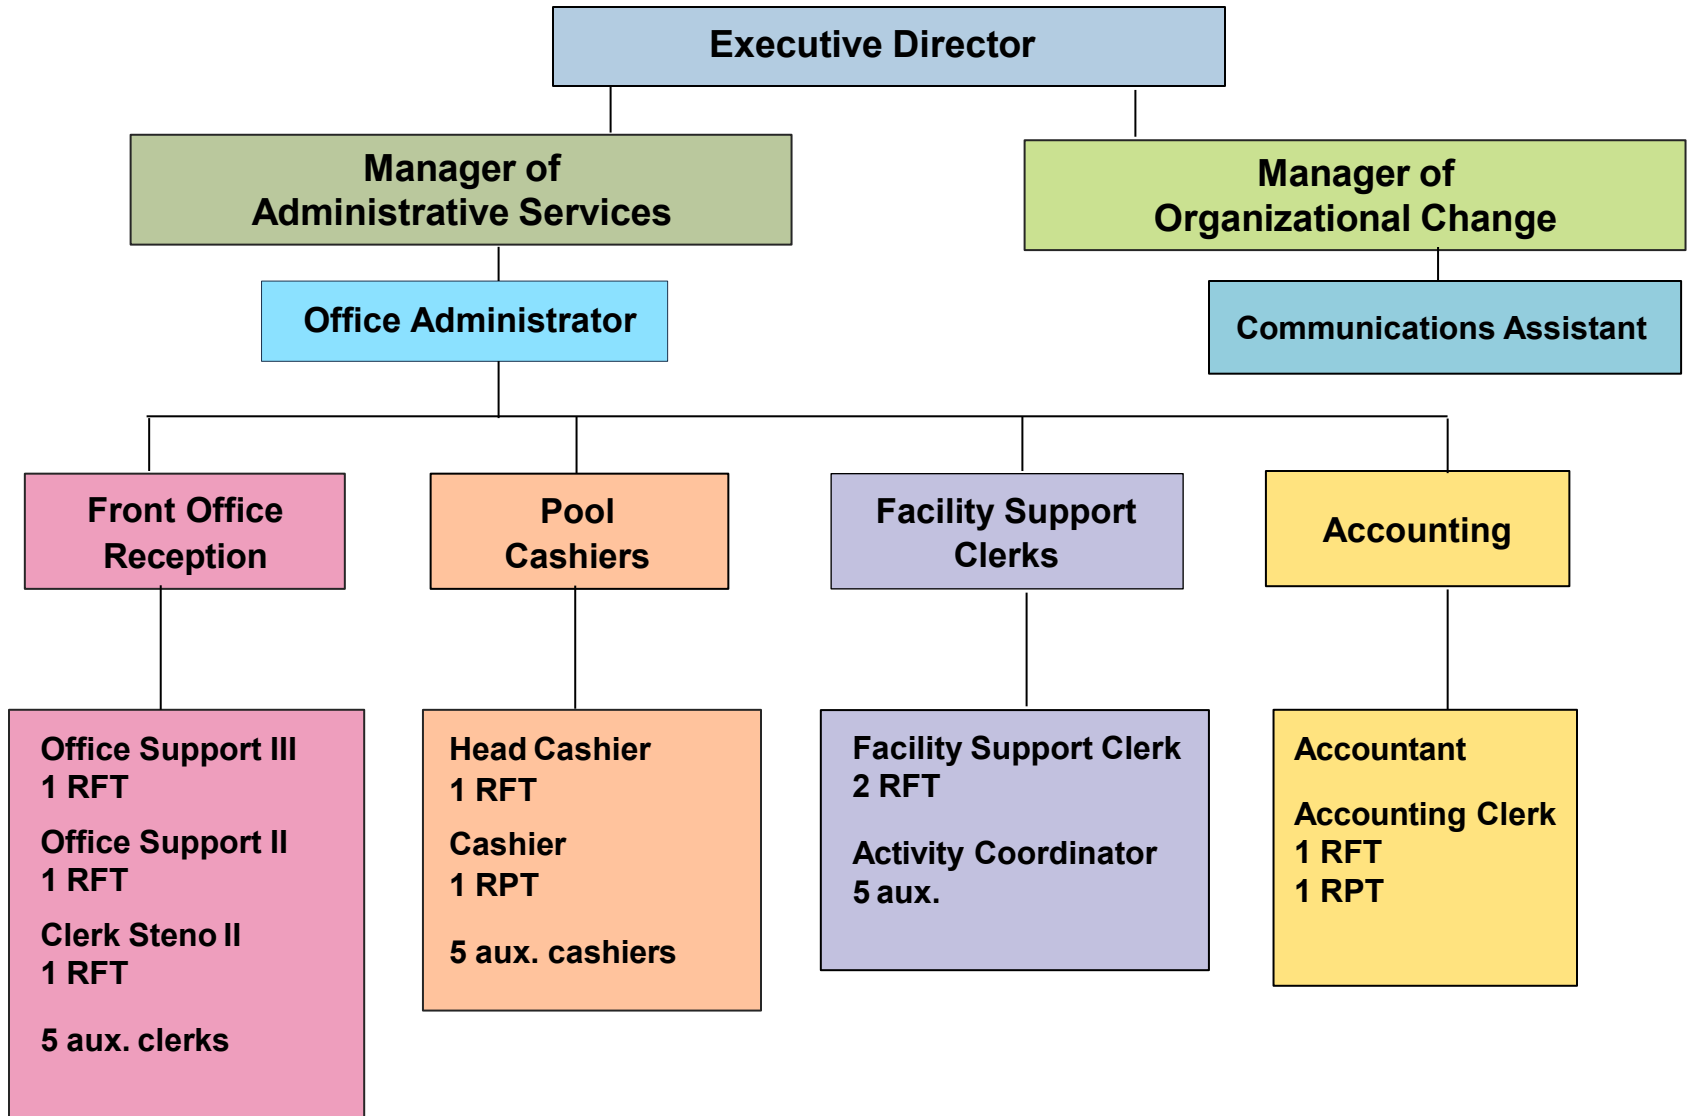 Executive Director
Manager of
Administrative Services
Manager of
Organizational Change
Office Administrator
Communications Assistant
Front Office
Reception
Pool
Cashiers
Facility Support
Clerks
Accounting
Office Support III
1 RFT
Office Support II
1 RFT
Clerk Steno II
1 RFT
5 aux. clerks
Head Cashier
1 RFT
Cashier
1 RPT
5 aux. cashiers
Facility Support Clerk
2 RFT
Activity Coordinator
5 aux.
Accountant
Accounting Clerk
1 RFT
1 RPT